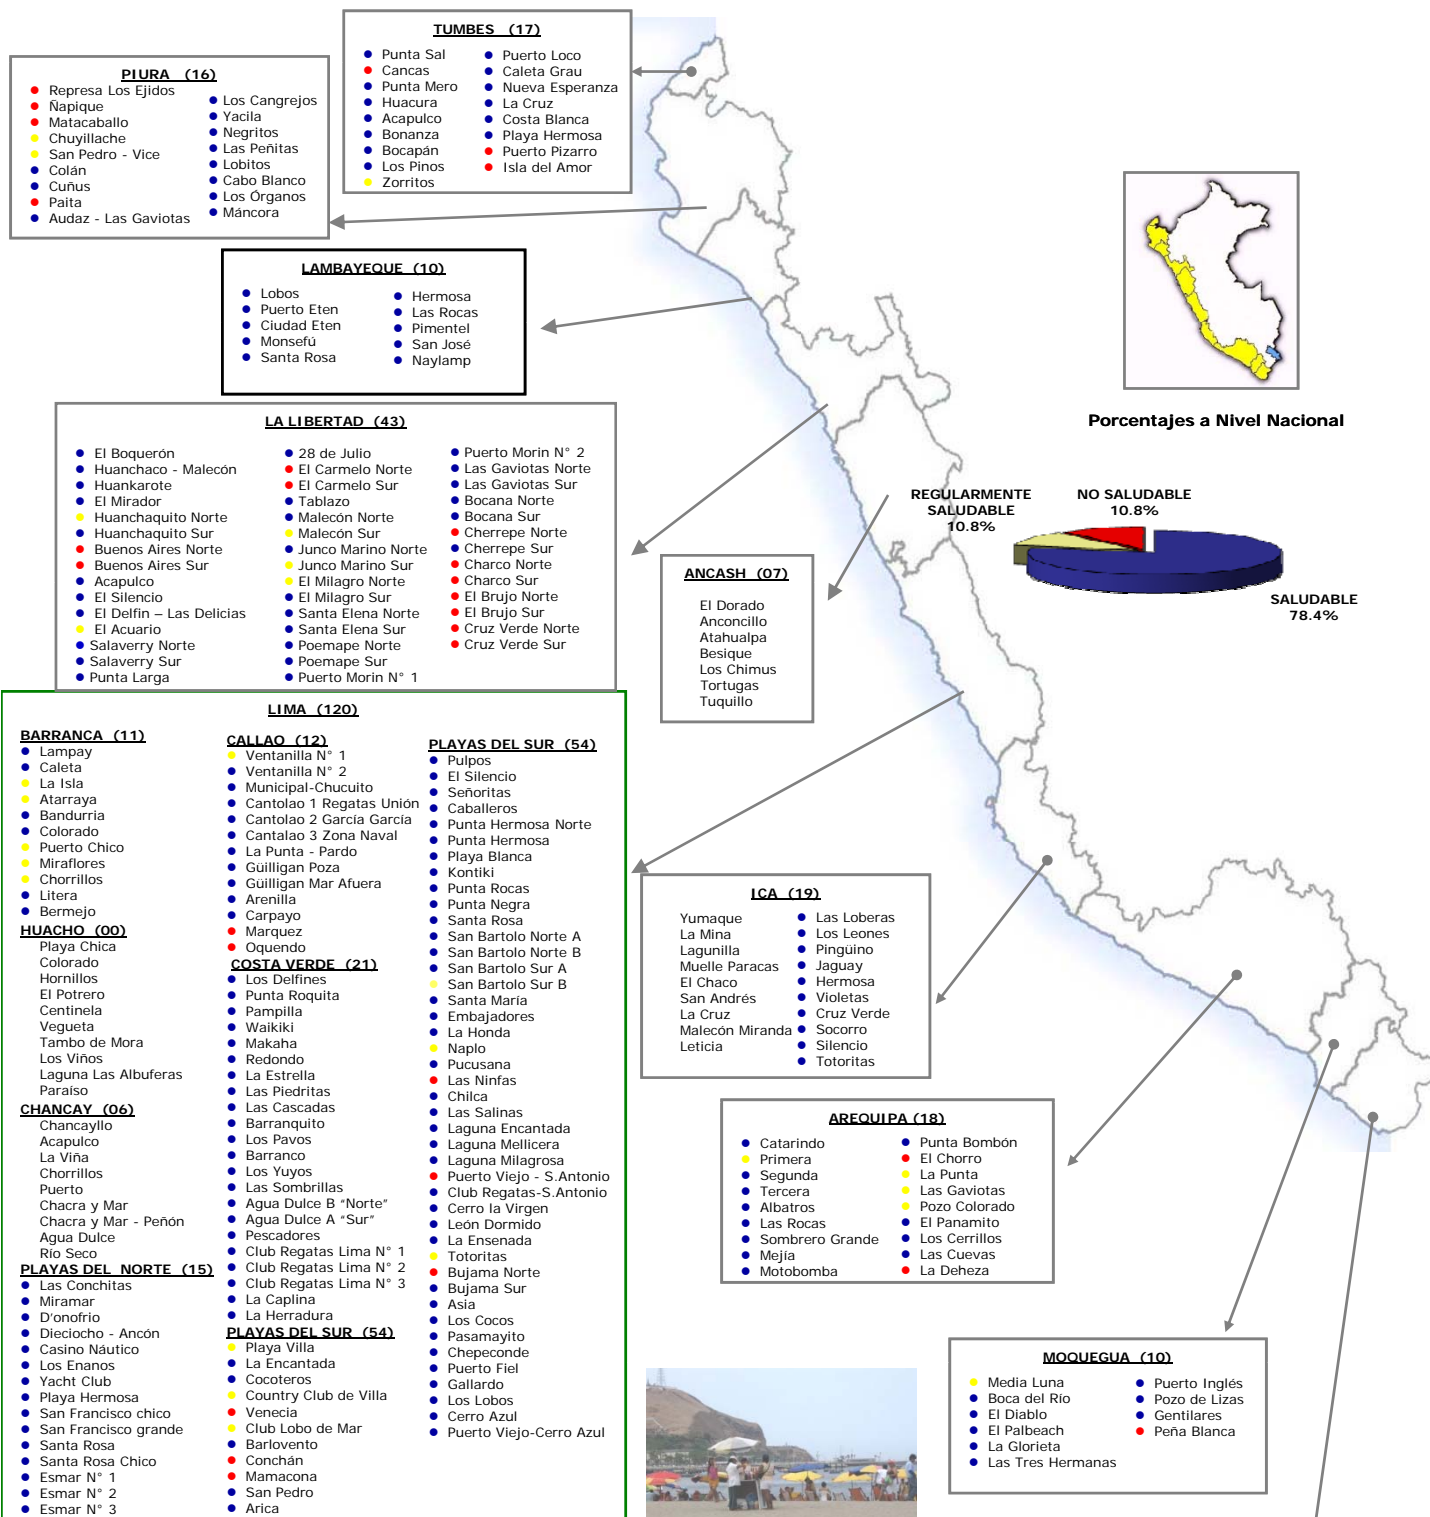 TUMBES (17)
Punta Sal
Cancas
Punta Mero
Huacura
Acapulco
Bonanza
Bocapán
Los Pinos
Zorritos
Puerto Loco
Caleta Grau
Nueva Esperanza
La Cruz
Costa Blanca
Playa Hermosa
Puerto Pizarro
Isla del Amor
PIURA (16)
Represa Los Ejidos
Ñapique
Matacaballo
Chuyillache
San Pedro - Vice
Colán
Cuñus
Paita
Audaz - Las Gaviotas
Los Cangrejos
Yacila
Negritos
Las Peñitas
Lobitos
Cabo Blanco
Los Órganos
Máncora
LAMBAYEQUE (10)
Lobos
Puerto Eten
Ciudad Eten
Monsefú
Santa Rosa
Hermosa
Las Rocas
Pimentel
San José
Naylamp
LA LIBERTAD (43)
El Boquerón
Huanchaco - Malecón
Huankarote
El Mirador
Huanchaquito Norte
Huanchaquito Sur
Buenos Aires Norte
Buenos Aires Sur
Acapulco
El Silencio
El Delfin – Las Delicias
El Acuario
Salaverry Norte
Salaverry Sur
Punta Larga
28 de Julio
El Carmelo Norte
El Carmelo Sur
Tablazo
Malecón Norte
Malecón Sur
Junco Marino Norte
Junco Marino Sur
El Milagro Norte
El Milagro Sur
Santa Elena Norte
Santa Elena Sur
Poemape Norte
Poemape Sur
Puerto Morin N° 1
Puerto Morin N° 2
Las Gaviotas Norte
Las Gaviotas Sur
Bocana Norte
Bocana Sur
Cherrepe Norte
Cherrepe Sur
Charco Norte
Charco Sur
El Brujo Norte
El Brujo Sur
Cruz Verde Norte
Cruz Verde Sur
Porcentajes a Nivel Nacional
REGULARMENTE
SALUDABLE
10.8%
NO SALUDABLE
10.8%
SALUDABLE
78.4%
ANCASH (07)
El Dorado
Anconcillo
Atahualpa
Besique
Los Chimus
Tortugas
Tuquillo
LIMA (120)
BARRANCA (11)
Lampay
Caleta
La Isla
Atarraya
Bandurria
Colorado
Puerto Chico
Miraflores
Chorrillos
Litera
Bermejo
HUACHO (00)
Playa Chica
Colorado
Hornillos
El Potrero
Centinela
Vegueta
Tambo de Mora
Los Viños
Laguna Las Albuferas
Paraíso
CHANCAY (06)
Chancayllo
Acapulco
La Viña
Chorrillos
Puerto
Chacra y Mar
Chacra y Mar - Peñón
Agua Dulce
Río Seco
PLAYAS DEL NORTE (15)
Las Conchitas
Miramar
D'onofrio
Dieciocho - Ancón
Casino Náutico
Los Enanos
Yacht Club
Playa Hermosa
San Francisco chico
San Francisco grande
Santa Rosa
Santa Rosa Chico
Esmar N° 1
Esmar N° 2
Esmar N° 3
CALLAO (12)
Ventanilla N° 1
Ventanilla N° 2
Municipal-Chucuito
Cantolao 1 Regatas Unión
Cantolao 2 García García
Cantalao 3 Zona Naval
La Punta - Pardo
Güilligan Poza
Güilligan Mar Afuera
Arenilla
Carpayo
Marquez
Oquendo
COSTA VERDE (21)
Los Delfines
Punta Roquita
Pampilla
Waikiki
Makaha
Redondo
La Estrella
Las Piedritas
Las Cascadas
Barranquito
Los Pavos
Barranco
Los Yuyos
Las Sombrillas
Agua Dulce B "Norte"
Agua Dulce A "Sur"
Pescadores
Club Regatas Lima N° 1
Club Regatas Lima N° 2
Club Regatas Lima N° 3
La Caplina
La Herradura
PLAYAS DEL SUR (54)
Playa Villa
La Encantada
Cocoteros
Country Club de Villa
Venecia
Club Lobo de Mar
Barlovento
Conchán
Mamacona
San Pedro
Arica
PLAYAS DEL SUR (54)
Pulpos
El Silencio
Señoritas
Caballeros
Punta Hermosa Norte
Punta Hermosa
Playa Blanca
Kontiki
Punta Rocas
Punta Negra
Santa Rosa
San Bartolo Norte A
San Bartolo Norte B
San Bartolo Sur A
San Bartolo Sur B
Santa María
Embajadores
La Honda
Naplo
Pucusana
Las Ninfas
Chilca
Las Salinas
Laguna Encantada
Laguna Mellicera
Laguna Milagrosa
Puerto Viejo - S.Antonio
Club Regatas-S.Antonio
Cerro la Virgen
León Dormido
La Ensenada
Totoritas
Bujama Norte
Bujama Sur
Asia
Los Cocos
Pasamayito
Chepeconde
Puerto Fiel
Gallardo
Los Lobos
Cerro Azul
Puerto Viejo-Cerro Azul
ICA (19)
Yumaque
La Mina
Lagunilla
Muelle Paracas
El Chaco
San Andrés
La Cruz
Malecón Miranda
Leticia
Las Loberas
Los Leones
Pingüino
Jaguay
Hermosa
Violetas
Cruz Verde
Socorro
Silencio
Totoritas
AREQUIPA (18)
Catarindo
Primera
Segunda
Tercera
Albatros
Las Rocas
Sombrero Grande
Mejía
Motobomba
Punta Bombón
El Chorro
La Punta
Las Gaviotas
Pozo Colorado
El Panamito
Los Cerrillos
Las Cuevas
La Deheza
MOQUEGUA (10)
Media Luna
Boca del Río
El Diablo
El Palbeach
La Glorieta
Las Tres Hermanas
Puerto Inglés
Pozo de Lizas
Gentilares
Peña Blanca